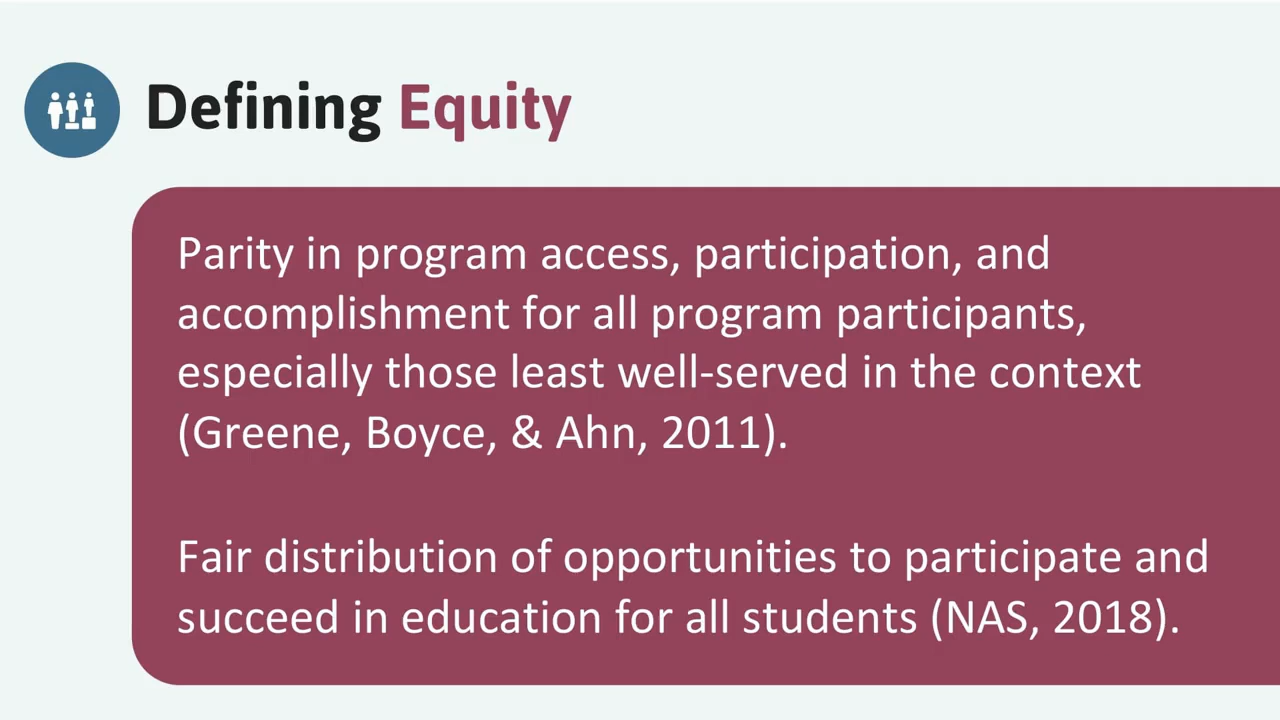 Defining Equity
Parity in program access, participation, and
accomplishment for all program participants,
especially those least well-served in the context
(Greene, Boyce, & Ahn, 2011).
Fair distribution of opportunities to participate and
succeed in education for all students (NAS, 2018).